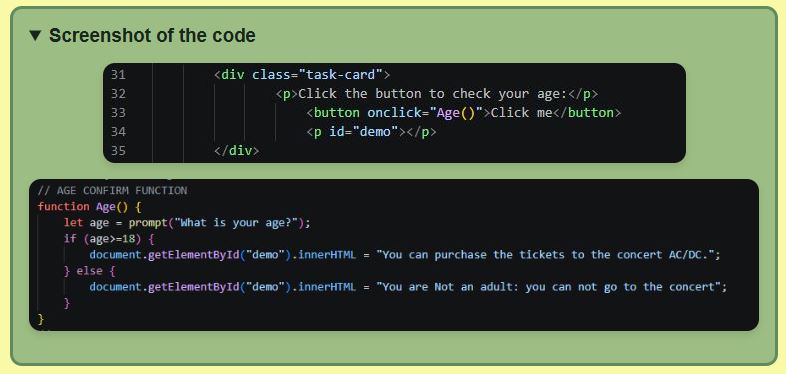 ▼ Screenshot of the code
31 <div class="task-card">
32 <p>Click the button to check your age:</p>
33 <button onclick="Age()">Click me</button>
34 <p id="demo"></p>
35 </div>
// AGE CONFIRM FUNCTION
function Age() {
let age = prompt("What is your age?");
if (age>=18) {
document.getElementById("demo").innerHTML = "You can purchase the tickets to the concert AC/DC.";
} else {
document.getElementById("demo").innerHTML = "You are Not an adult: you can not go to the concert";
}
}